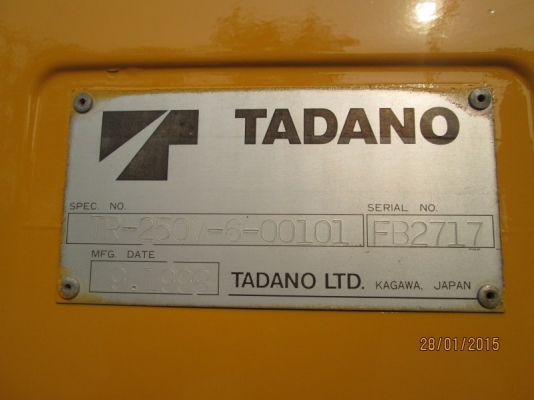 TADANO
SPEC. NO. SERIAL NO.
TR-250M-6-00101 FB2717
MFG. DATE
TADANO LTD. KAGAWA, JAPAN
28/01/2015